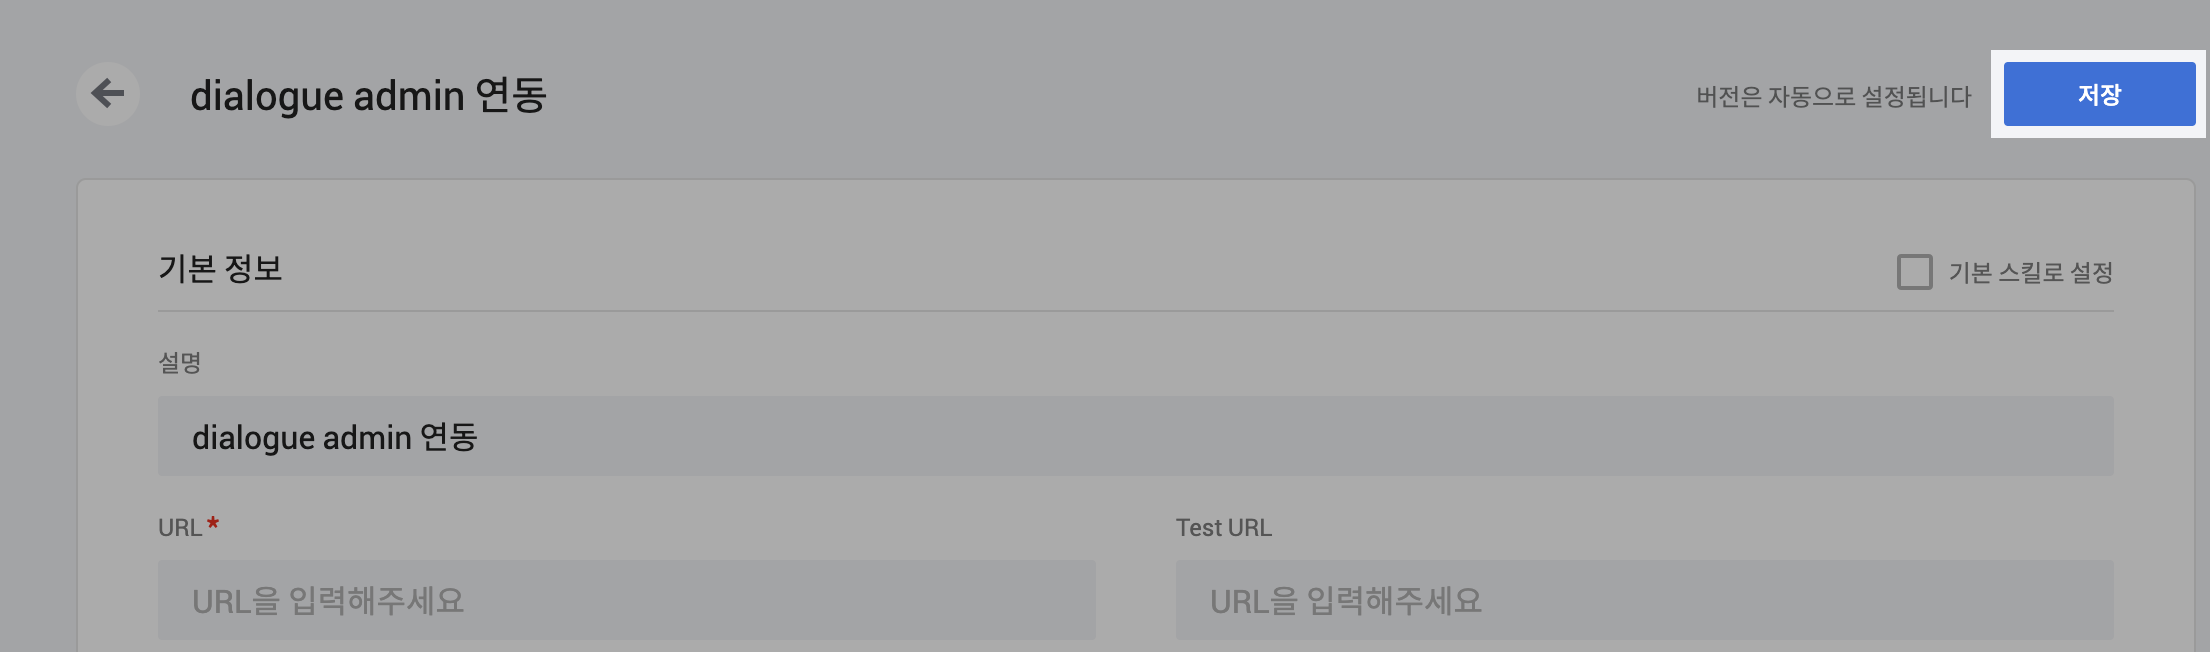 dialogue admin 연동
버전은 자동으로 설정됩니다
저장
기본 정보
기본 스킬로 설정
설명
dialogue admin 연동
URL *
Test URL
URL을 입력해주세요
URL을 입력해주세요